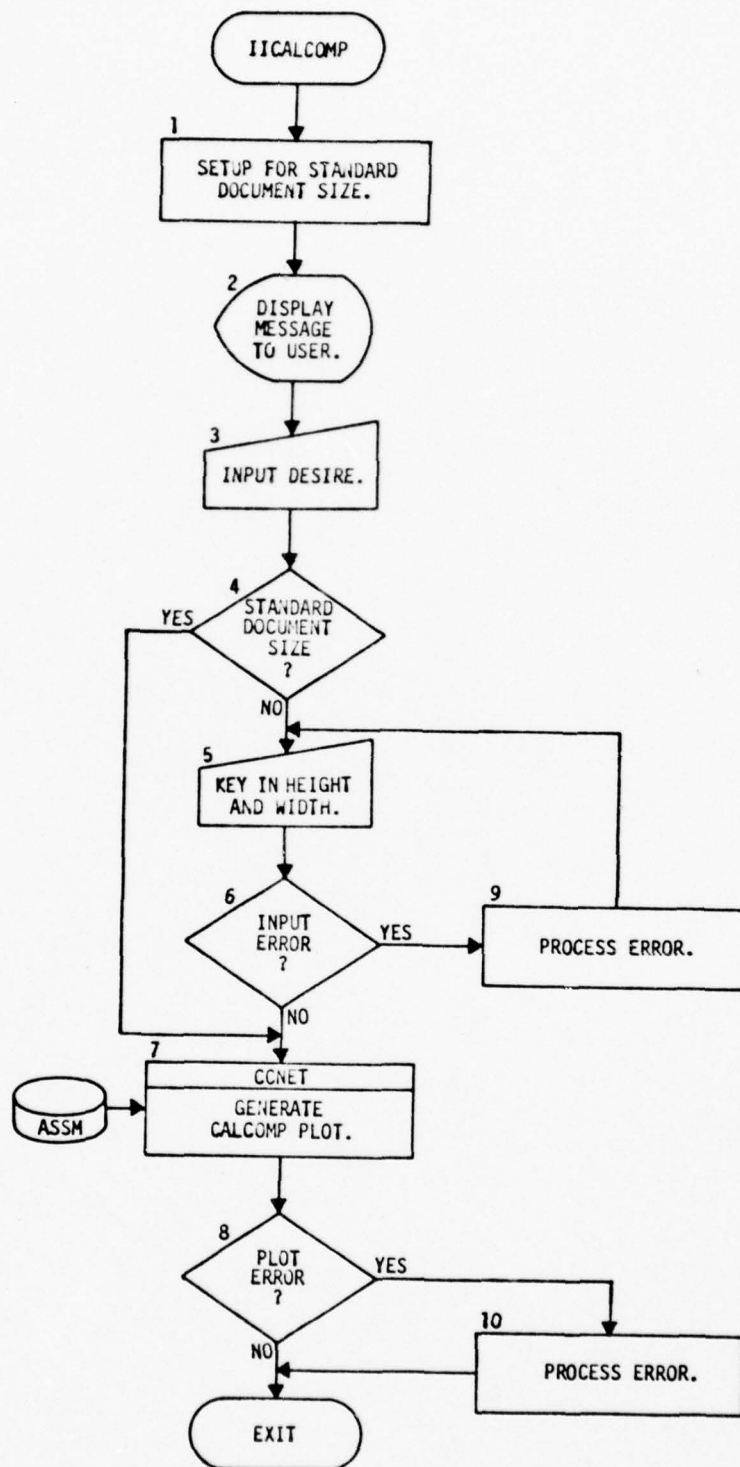 IICALCOMP
1
SETUP FOR STANDARD
DOCUMENT SIZE.
2
DISPLAY
MESSAGE
TO USER.
3
INPUT DESIRE.
4
STANDARD
DOCUMENT
SIZE
?
YES
NO
5
KEY IN HEIGHT
AND WIDTH.
6
INPUT
ERROR
?
YES
NO
9
PROCESS ERROR.
7
CCNET
GENERATE
CALCOMP PLOT.
ASSM
8
PLOT
ERROR
?
YES
NO
10
PROCESS ERROR.
EXIT